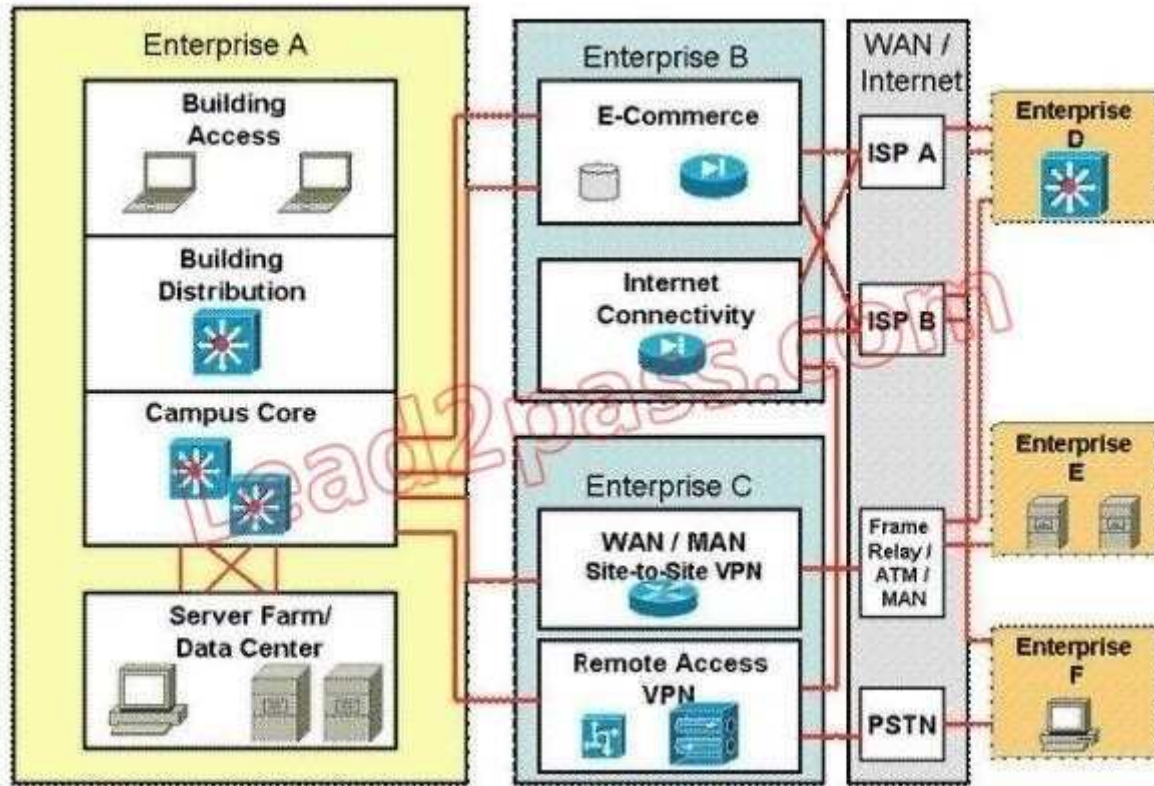 Enterprise A
Building
Access
Building
Distribution
Campus Core
Server Farm/
Data Center
Enterprise B
E-Commerce
Internet
Connectivity
Enterprise C
WAN / MAN
Site-to-Site VPN
Remote Access
VPN
WAN /
Internet
ISP A
ISP B
Frame
Relay /
ATM /
MAN
PSTN
Enterprise
D
Enterprise
E
Enterprise
F
Lead2pass.com